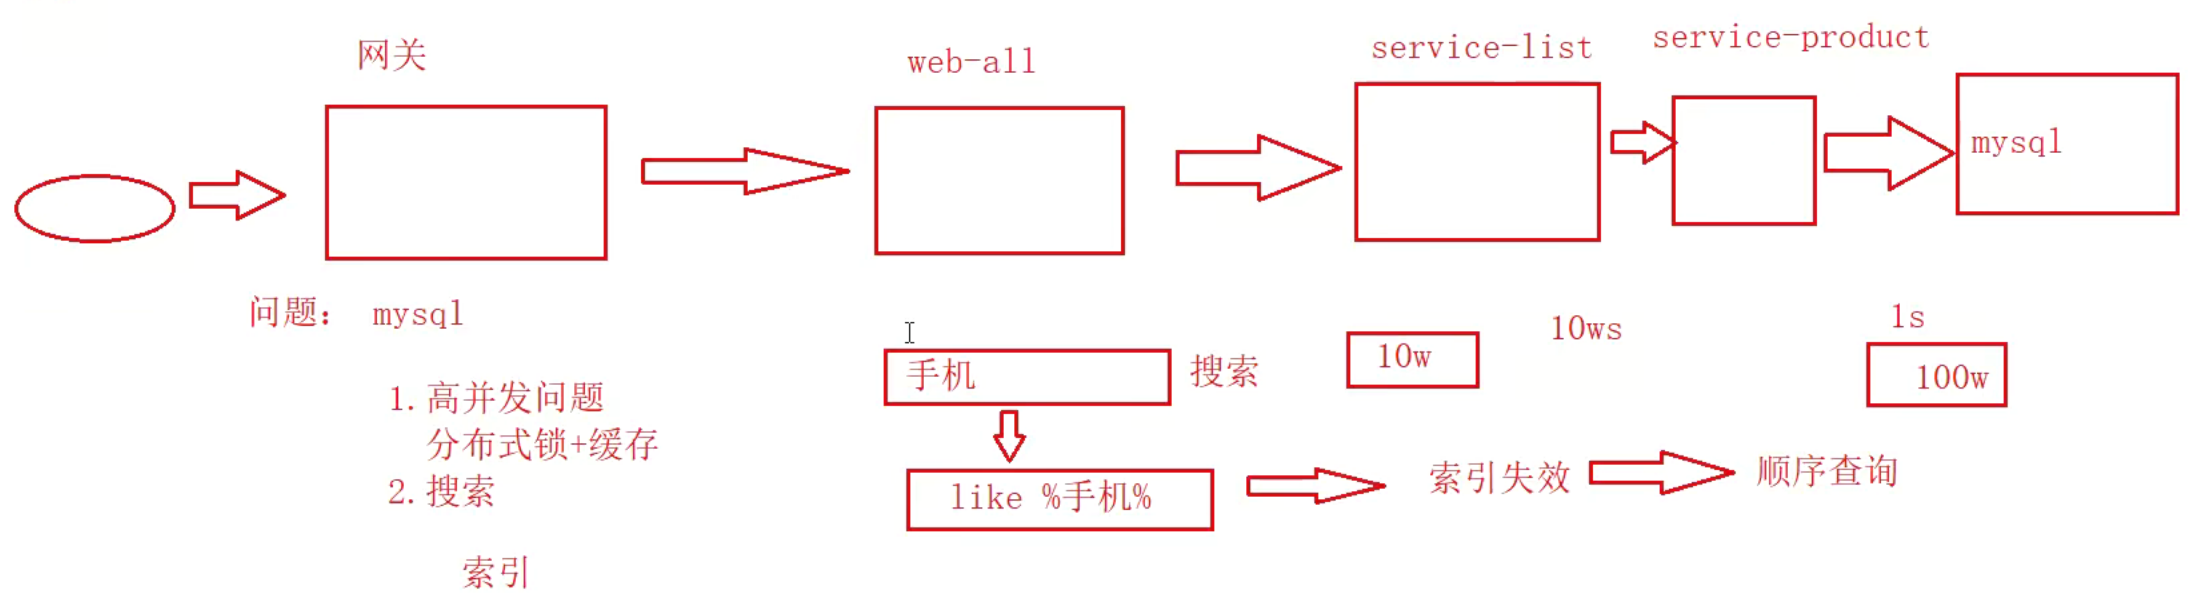 网关
web-all
service-list
service-product
mysql
问题： mysql
1.高并发问题
分布式锁+缓存
2.搜索
索引
手机
搜索
10w
10ws
1s
100w
like %手机%
索引失效
顺序查询